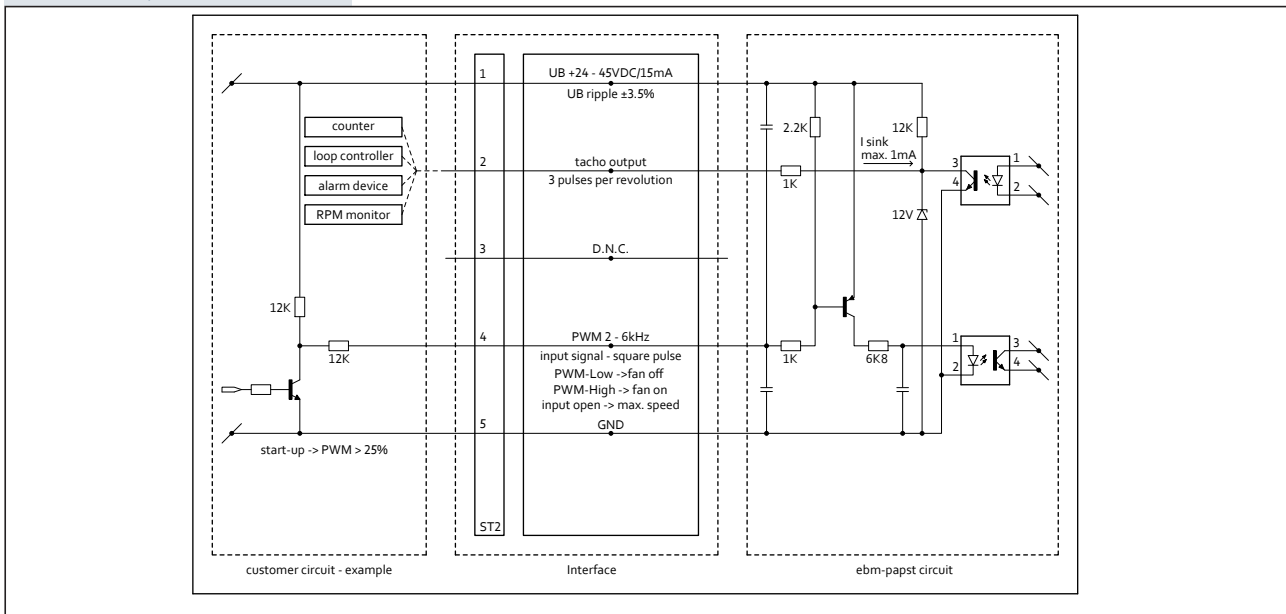 1
UB +24 - 45VDC/15mA
UB ripple ±3.5%
counter
loop controller
alarm device
RPM monitor
2
tacho output
3 pulses per revolution
3
D.N.C.
12K
12K
4
PWM 2 - 6kHz
input signal - square pulse
PWM-Low ->fan off
PWM-High -> fan on
input open -> max. speed
5
GND
start-up -> PWM > 25%
ST2
2.2K
12K
I sink
max. 1mA
1K
3
4
1
2
12V
1K
6K8
1
2
3
4
customer circuit - example
Interface
ebm-papst circuit